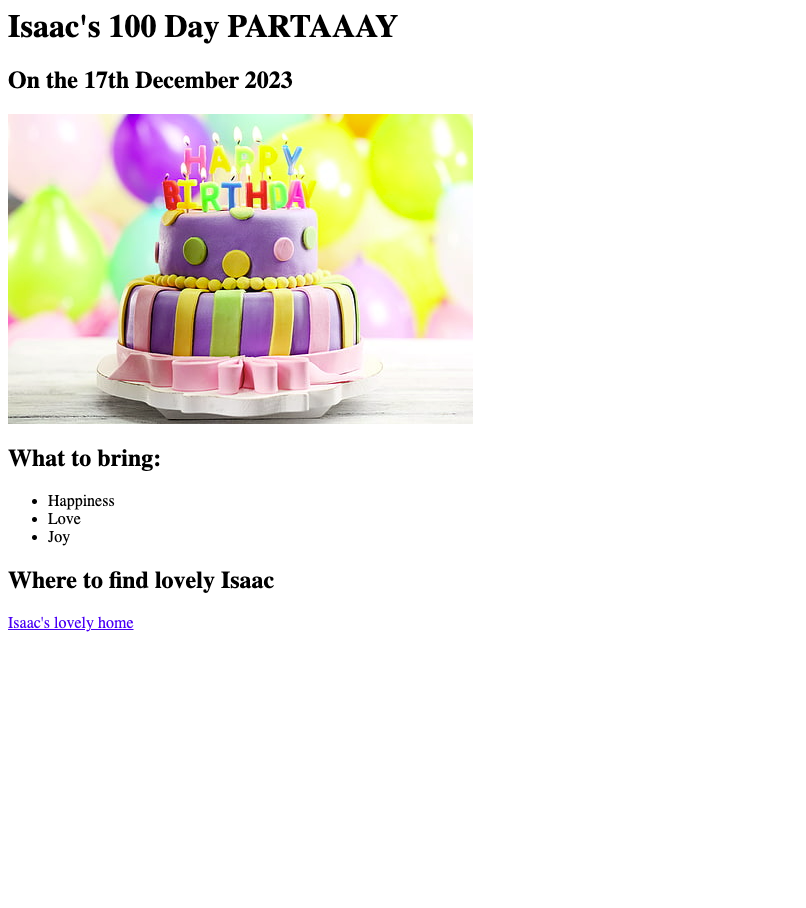 Isaac's 100 Day PARTAAAY
On the 17th December 2023
HAPPY
BIRTHDAY
What to bring:
Happiness
Love
Joy
Where to find lovely Isaac
Isaac's lovely home